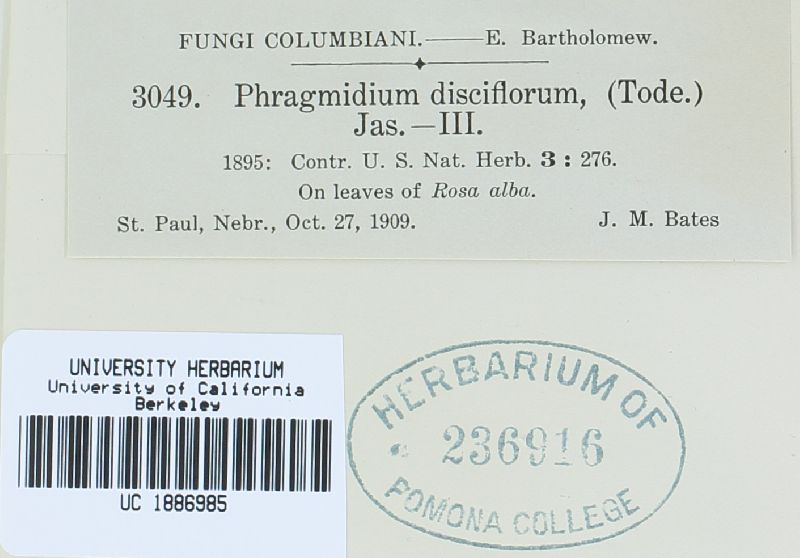 FUNGI COLUMBIANI.——E. Bartholomew.
3049. Phragmidium disciflorum, (Tode.)
Jas.—III.
1895: Contr. U. S. Nat. Herb. 3 : 276.
On leaves of Rosa alba.
St. Paul, Nebr., Oct. 27, 1909. J. M. Bates
UNIVERSITY HERBARIUM
University of California
Berkeley
UC 1886985
HERBARIUM OF
236916
POMONA COLLEGE